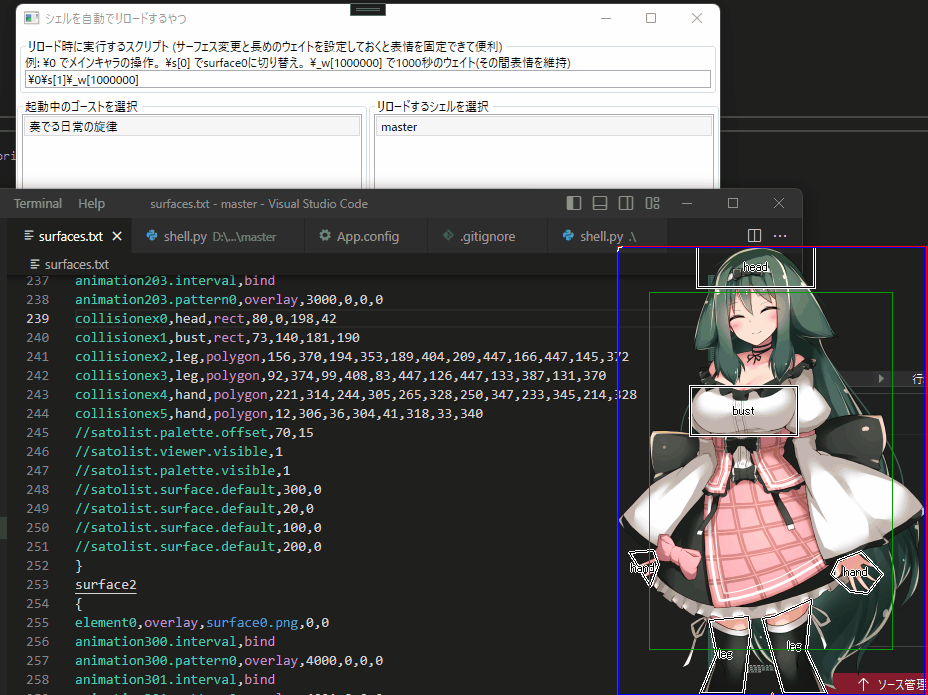 シェルを自動でリロードするやつ
リロード時に実行するスクリプト (サーフェス変更と長めのウェイトを設定しておくと表情を固定できて便利)
例: ¥0 でメインキャラの操作。¥s[0] でsurface0に切り替え。¥_w[1000000] で1000秒のウェイト(その間表情を維持)
¥0¥s[1]¥_w[1000000]
起動中のゴーストを選択
リロードするシェルを選択
奏でる日常の旋律
master
Terminal Help surfaces.txt - master - Visual Studio Code
surfaces.txt shell.py D:\...\master App.config .gitignore shell.py .\
surfaces.txt
237 animation203.interval,bind
238 animation203.pattern0,overlay,3000,0,0,0
239 collisionex0,head,rect,80,0,198,42
240 collisionex1,bust,rect,73,140,181,190
241 collisionex2,leg,polygon,156,370,194,353,189,404,209,447,166,447,145,372
242 collisionex3,leg,polygon,92,374,99,408,83,447,126,447,133,387,131,370
243 collisionex4,hand,polygon,221,314,244,305,265,328,250,347,233,345,214,328
244 collisionex5,hand,polygon,12,306,36,304,41,318,33,340
245 //satolist.palette.offset,70,15
246 //satolist.viewer.visible,1
247 //satolist.palette.visible,1
248 //satolist.surface.default,300,0
249 //satolist.surface.default,20,0
250 //satolist.surface.default,100,0
251 //satolist.surface.default,200,0
252 }
253 surface2
254 {
255 element0,overlay,surface0.png,0,0
256 animation300.interval,bind
257 animation300.pattern0,overlay,4000,0,0,0
258 animation301.interval,bind
head
bust
hand
hand
leg
leg
行
ソース管理